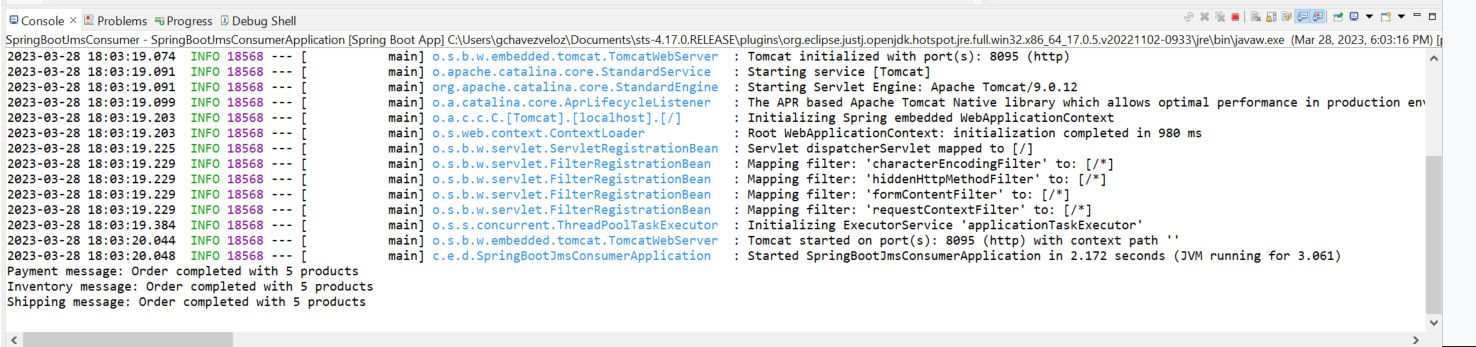 Console Problems Progress Debug Shell
SpringBootJmsConsumer - SpringBootJmsConsumerApplication [Spring Boot App] C:\Users\gchavezveloz\Documents\sts-4.17.0.RELEASE\plugins\org.eclipse.justj.openjdk.hotspot.jre.full.win32.x86_64_17.0.5.v20221102-0933\jre\bin\javaw.exe (Mar 28, 2023, 6:03:16 PM) [
2023-03-28 18:03:19.074  INFO 18568 --- [           main] o.s.b.w.embedded.tomcat.TomcatWebServer  : Tomcat initialized with port(s): 8095 (http)
2023-03-28 18:03:19.091  INFO 18568 --- [           main] o.apache.catalina.core.StandardService   : Starting service [Tomcat]
2023-03-28 18:03:19.091  INFO 18568 --- [           main] org.apache.catalina.core.StandardEngine  : Starting Servlet Engine: Apache Tomcat/9.0.12
2023-03-28 18:03:19.099  INFO 18568 --- [           main] o.a.catalina.core.AprLifecycleListener   : The APR based Apache Tomcat Native library which allows optimal performance in production env
2023-03-28 18:03:19.203  INFO 18568 --- [           main] o.a.c.c.C.[Tomcat].[localhost].[/]       : Initializing Spring embedded WebApplicationContext
2023-03-28 18:03:19.203  INFO 18568 --- [           main] o.s.web.context.ContextLoader            : Root WebApplicationContext: initialization completed in 980 ms
2023-03-28 18:03:19.225  INFO 18568 --- [           main] o.s.b.w.servlet.ServletRegistrationBean  : Servlet dispatcherServlet mapped to [/]
2023-03-28 18:03:19.229  INFO 18568 --- [           main] o.s.b.w.servlet.FilterRegistrationBean   : Mapping filter: 'characterEncodingFilter' to: [/*]
2023-03-28 18:03:19.229  INFO 18568 --- [           main] o.s.b.w.servlet.FilterRegistrationBean   : Mapping filter: 'hiddenHttpMethodFilter' to: [/*]
2023-03-28 18:03:19.229  INFO 18568 --- [           main] o.s.b.w.servlet.FilterRegistrationBean   : Mapping filter: 'formContentFilter' to: [/*]
2023-03-28 18:03:19.229  INFO 18568 --- [           main] o.s.b.w.servlet.FilterRegistrationBean   : Mapping filter: 'requestContextFilter' to: [/*]
2023-03-28 18:03:19.384  INFO 18568 --- [           main] o.s.s.concurrent.ThreadPoolTaskExecutor  : Initializing ExecutorService 'applicationTaskExecutor'
2023-03-28 18:03:20.044  INFO 18568 --- [           main] o.s.b.w.embedded.tomcat.TomcatWebServer  : Tomcat started on port(s): 8095 (http) with context path ''
2023-03-28 18:03:20.048  INFO 18568 --- [           main] c.e.d.SpringBootJmsConsumerApplication   : Started SpringBootJmsConsumerApplication in 2.172 seconds (JVM running for 3.061)
Payment message: Order completed with 5 products
Inventory message: Order completed with 5 products
Shipping message: Order completed with 5 products